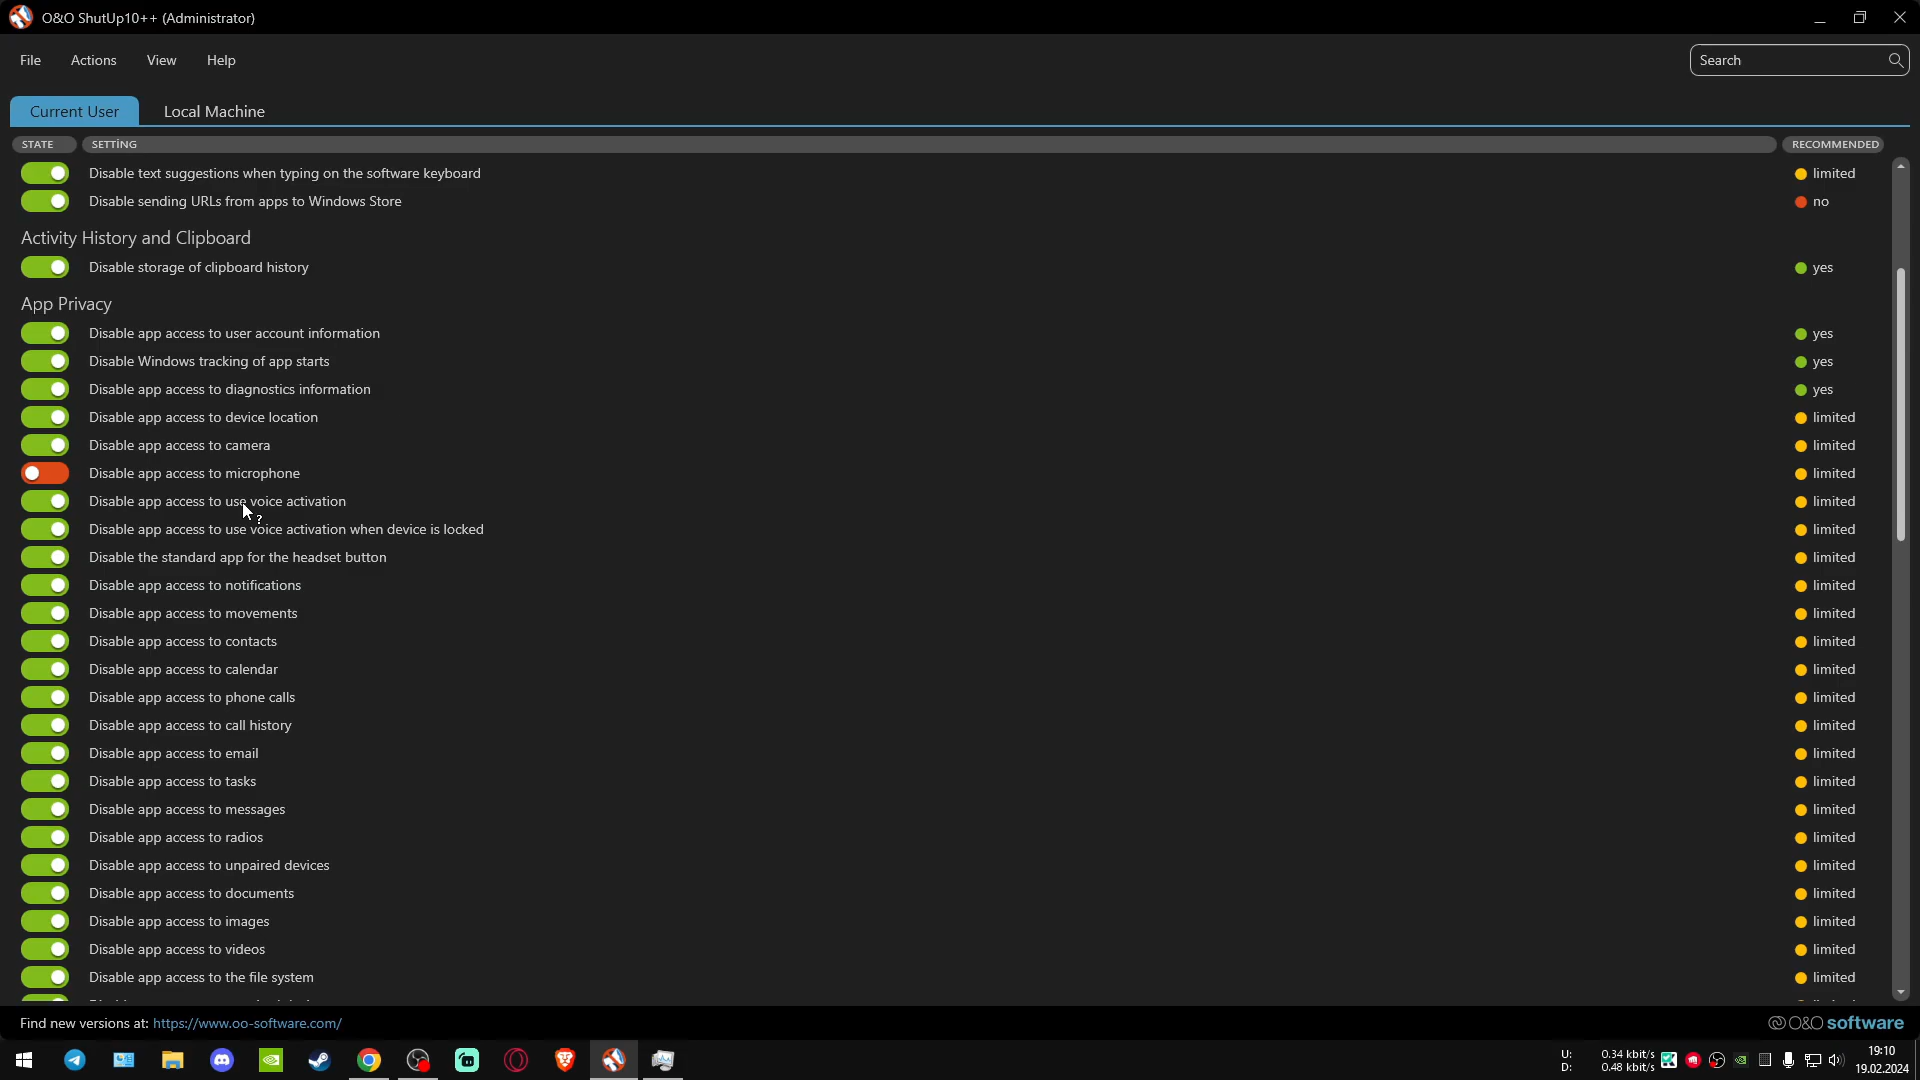 O&O ShutUp10++ (Administrator)
File Actions View Help
Search
Current User Local Machine
STATE SETTİNG RECOMMENDED
Disable text suggestions when typing on the software keyboard limited
Disable sending URLs from apps to Windows Store no
Activity History and Clipboard
Disable storage of clipboard history yes
App Privacy
Disable app access to user account information yes
Disable Windows tracking of app starts yes
Disable app access to diagnostics information yes
Disable app access to device location limited
Disable app access to camera limited
Disable app access to microphone limited
Disable app access to use voice activation limited
Disable app access to use voice activation when device is locked limited
Disable the standard app for the headset button limited
Disable app access to notifications limited
Disable app access to movements limited
Disable app access to contacts limited
Disable app access to calendar limited
Disable app access to phone calls limited
Disable app access to call history limited
Disable app access to email limited
Disable app access to tasks limited
Disable app access to messages limited
Disable app access to radios limited
Disable app access to unpaired devices limited
Disable app access to documents limited
Disable app access to images limited
Disable app access to videos limited
Disable app access to the file system limited
Find new versions at: https://www.oo-software.com/ O&O software
U: 0.34 kbit/s
D: 0.48 kbit/s
19:10
19.02.2024